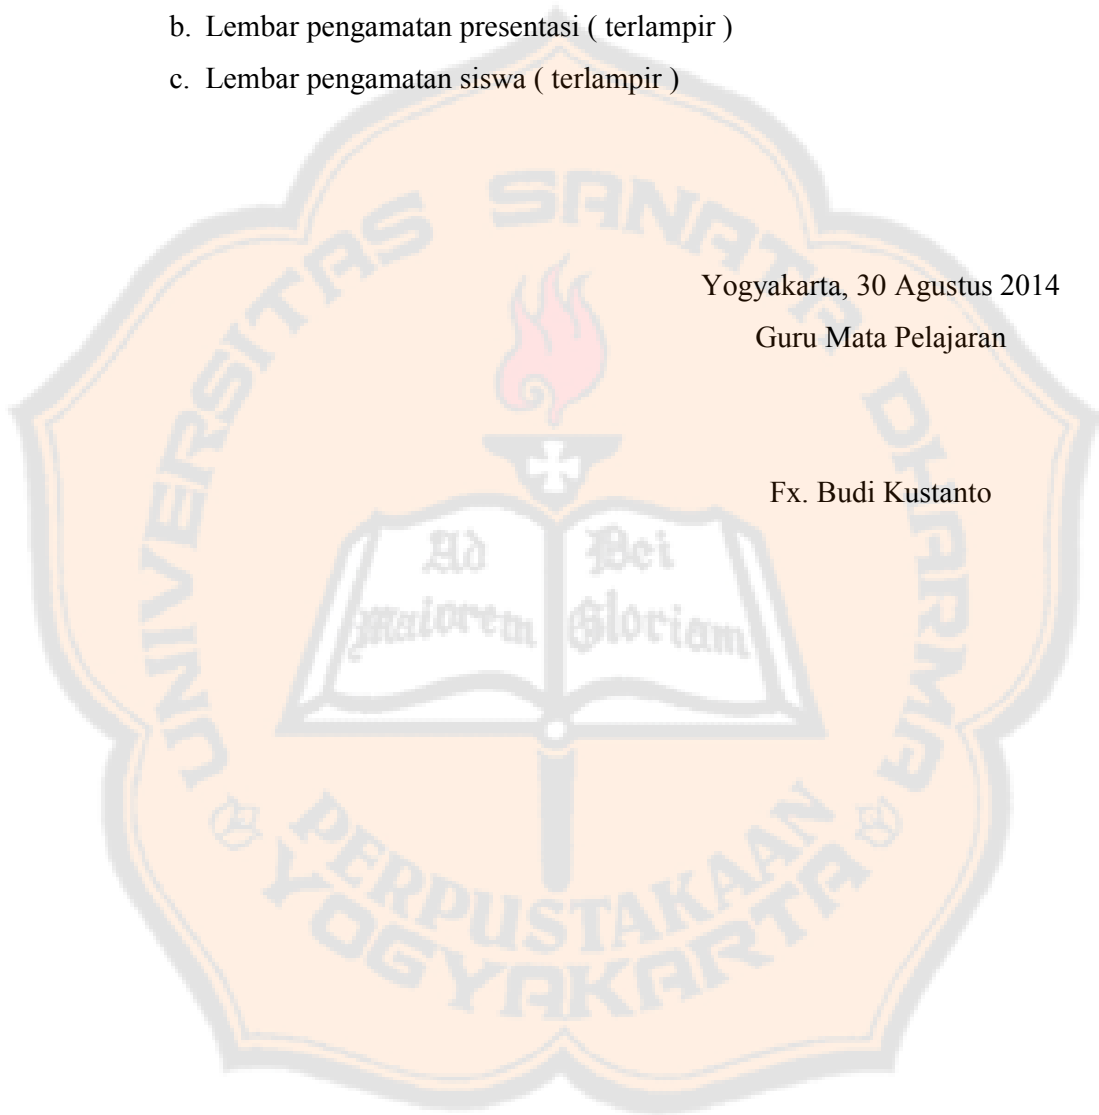 b. Lembar pengamatan presentasi ( terlampir )
c. Lembar pengamatan siswa ( terlampir )
UNIVERSITAS SANATA DHARMA
Yogyakarta, 30 Agustus 2014
Guru Mata Pelajaran
Fx. Budi Kustanto
Ad Dei
maiorem Gloriam
PERPUSTAKAAN
YOGYAKARTA